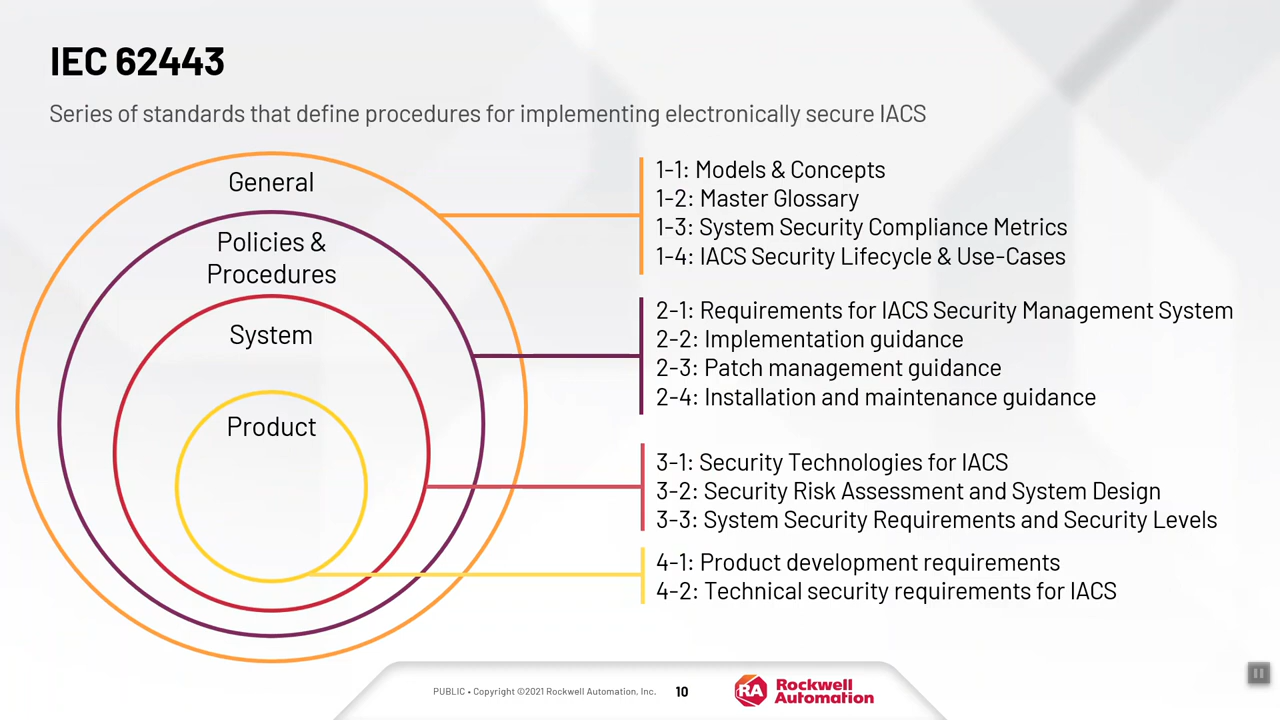 IEC 62443
Series of standards that define procedures for implementing electronically secure IACS
General
Policies &
Procedures
System
Product
1-1: Models & Concepts
1-2: Master Glossary
1-3: System Security Compliance Metrics
1-4: IACS Security Lifecycle & Use-Cases
2-1: Requirements for IACS Security Management System
2-2: Implementation guidance
2-3: Patch management guidance
2-4: Installation and maintenance guidance
3-1: Security Technologies for IACS
3-2: Security Risk Assessment and System Design
3-3: System Security Requirements and Security Levels
4-1: Product development requirements
4-2: Technical security requirements for IACS
PUBLIC • Copyright ©2021 Rockwell Automation, Inc.
10
RA
Rockwell
Automation